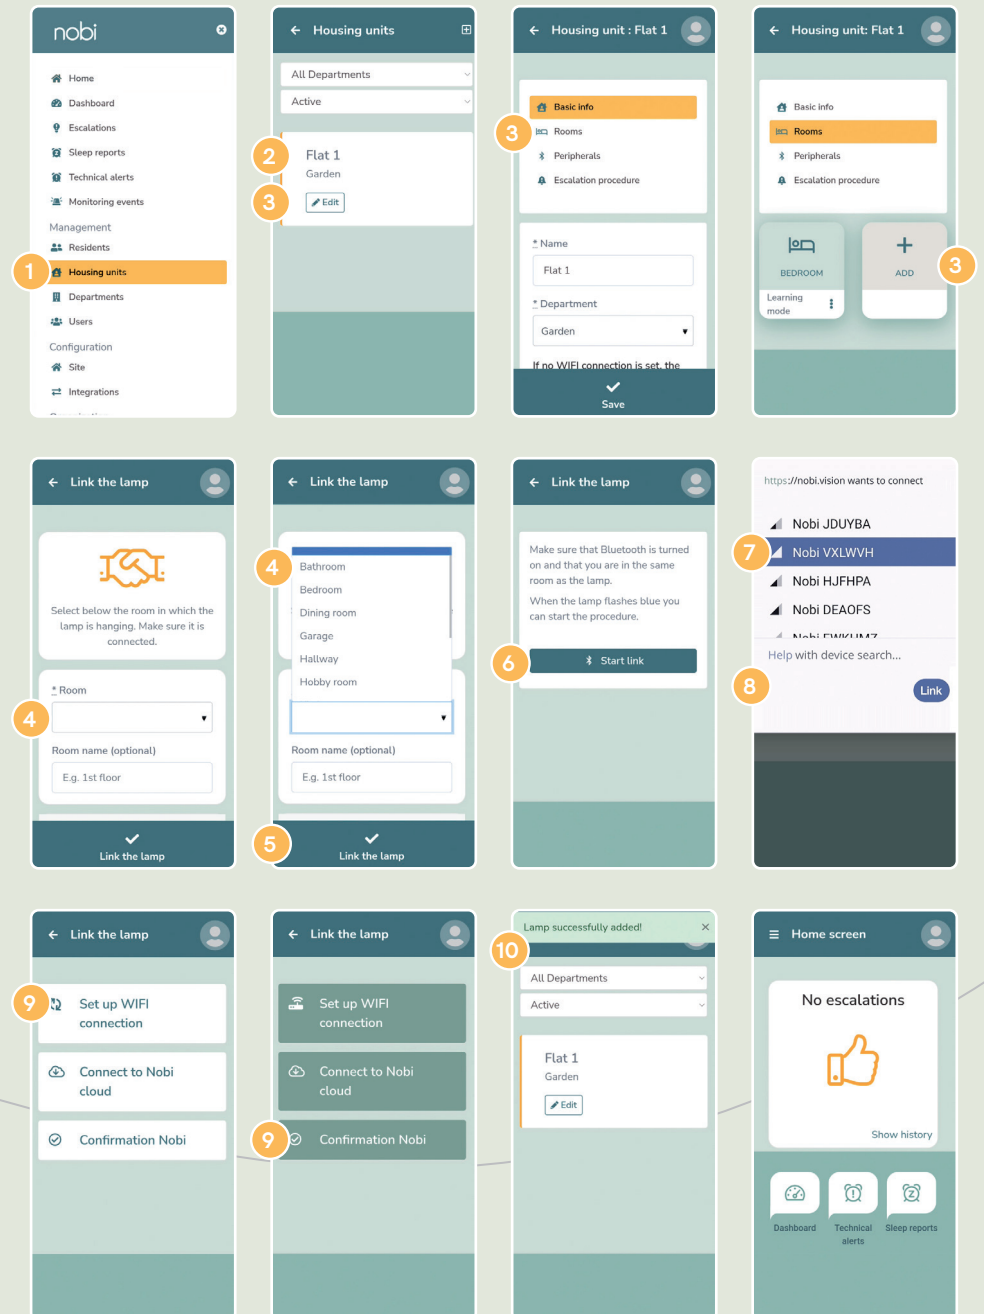 nobi
Home
Dashboard
Escalations
Sleep reports
Technical alerts
Monitoring events
Management
Residents
1
Housing units
Departments
Users
Configuration
Site
Integrations
Housing units
All Departments
Active
2
Flat 1
Garden
3
Edit
Housing unit : Flat 1
Basic info
3
Rooms
Peripherals
Escalation procedure
* Name
Flat 1
* Department
Garden
If no WIFI connection is set, the
Save
Housing unit: Flat 1
Basic info
Rooms
Peripherals
Escalation procedure
BEDROOM
Learning
mode
ADD
3
Link the lamp
Select below the room in which the
lamp is hanging. Make sure it is
connected.
* Room
4
Room name (optional)
E.g. 1st floor
Link the lamp
Link the lamp
4
Bathroom
Bedroom
Dining room
Garage
Hallway
Hobby room
Room name (optional)
E.g. 1st floor
5
Link the lamp
Link the lamp
Make sure that Bluetooth is turned
on and that you are in the same
room as the lamp.
When the lamp flashes blue you
can start the procedure.
6
Start link
https://nobi.vision wants to connect
Nobi JDUYBA
7
Nobi VXLWVH
Nobi HJFHPA
Nobi DEAOFS
Help with device search...
8
Link
Link the lamp
9
Set up WIFI
connection
Connect to Nobi
cloud
Confirmation Nobi
Link the lamp
Set up WIFI
connection
Connect to Nobi
cloud
9
Confirmation Nobi
Lamp successfully added!
10
All Departments
Active
Flat 1
Garden
Edit
Home screen
No escalations
Show history
Dashboard
Technical
alerts
Sleep reports